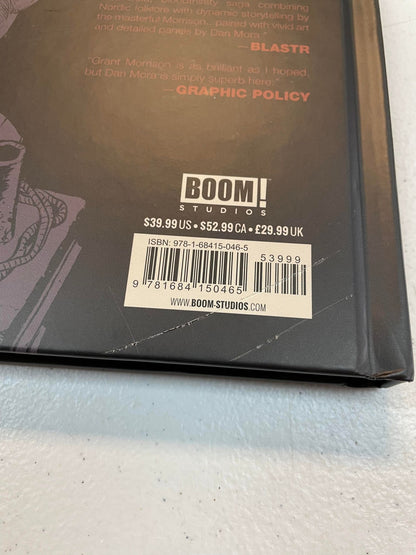 bloodthirsty saga combining
Nordic folklore with dynamic storytelling by
the masterful Morrison... paired with vivid art
and detailed panels by Dan Mora."
—BLASTR
"Grant Morrison is as brilliant as I hoped,
but Dan Mora is simply superb here."
—GRAPHIC POLICY
BOOM!
STUDIOS
$39.99 US • $52.99 CA • £29.99 UK
ISBN: 978-1-68415-046-5
53999
9 781684 150465
WWW.BOOM-STUDIOS.COM